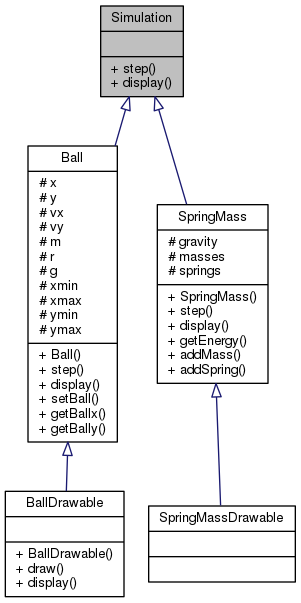 Simulation
+ step()
+ display()
Ball
# x
# y
# vx
# vy
# m
# r
# g
# xmin
# xmax
# ymin
# ymax
+ Ball()
+ step()
+ display()
+ setBall()
+ getBallx()
+ getBally()
SpringMass
# gravity
# masses
# springs
+ SpringMass()
+ step()
+ display()
+ getEnergy()
+ addMass()
+ addSpring()
BallDrawable
+ BallDrawable()
+ draw()
+ display()
SpringMassDrawable